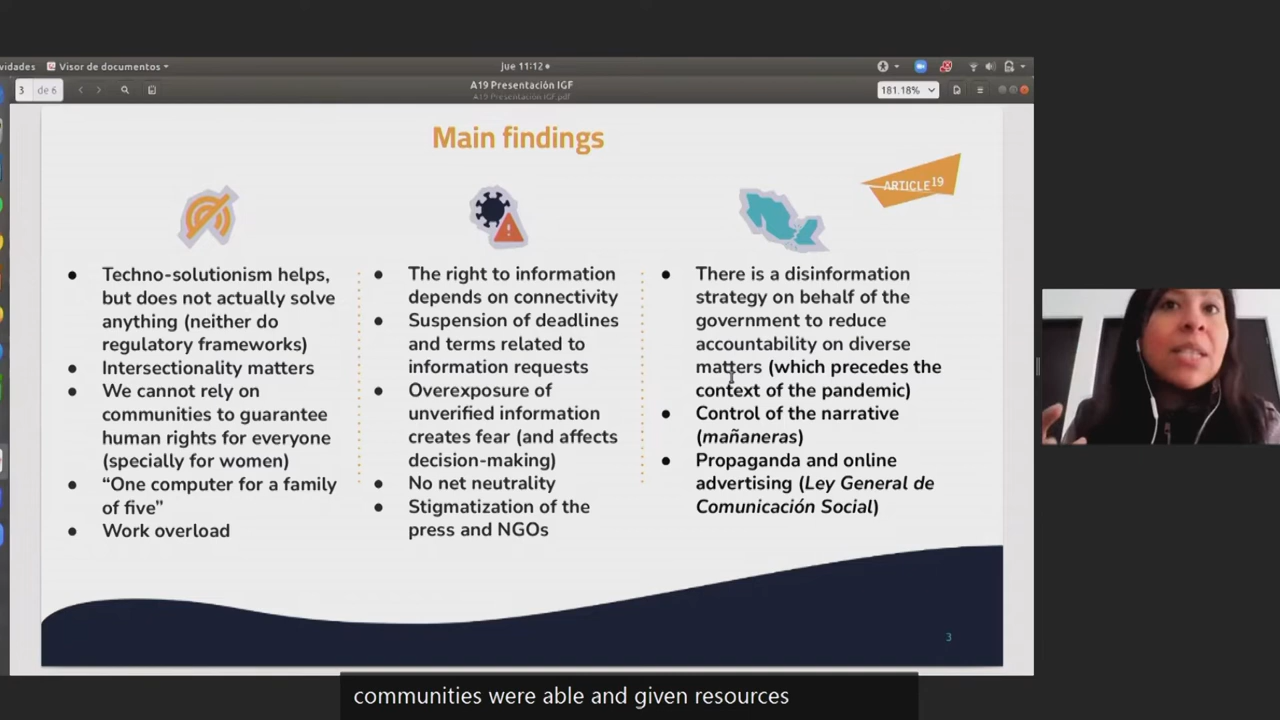 vidades
Visor de documentos
Jue 11:12
3
de 6
A19 Presentación IGF
A19 Presentación IGF.pdf
181.18%
Main findings
ARTICLE 19
Techno-solutionism helps,
but does not actually solve
anything (neither do
regulatory frameworks)
Intersectionality matters
We cannot rely on
communities to guarantee
human rights for everyone
(specially for women)
“One computer for a family
of five”
Work overload
The right to information
depends on connectivity
Suspension of deadlines
and terms related to
information requests
Overexposure of
unverified information
creates fear (and affects
decision-making)
No net neutrality
Stigmatization of the
press and NGOs
There is a disinformation
strategy on behalf of the
government to reduce
accountability on diverse
matters (which precedes the
context of the pandemic)
Control of the narrative
(mañaneras)
Propaganda and online
advertising (Ley General de
Comunicación Social)
3
communities were able and given resources